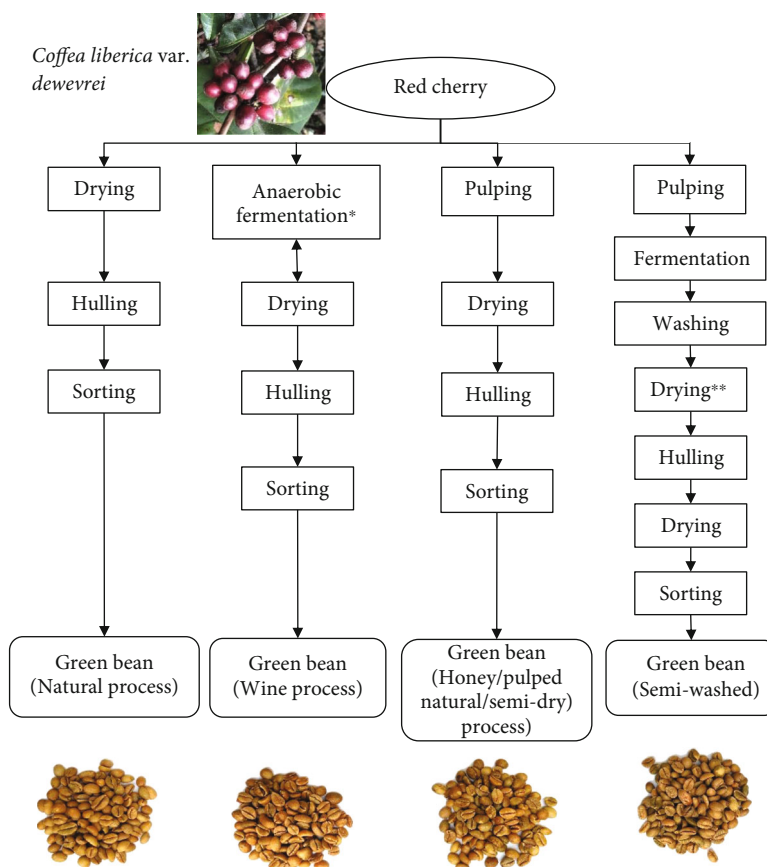 Coffea liberica var.
dewevrei
Red cherry
Drying
Hulling
Sorting
Green bean
(Natural process)
Anaerobic
fermentation*
Drying
Hulling
Sorting
Green bean
(Wine process)
Pulping
Drying
Hulling
Sorting
Green bean
(Honey/pulped
natural/semi-dry)
process)
Pulping
Fermentation
Washing
Drying**
Hulling
Drying
Sorting
Green bean
(Semi-washed)